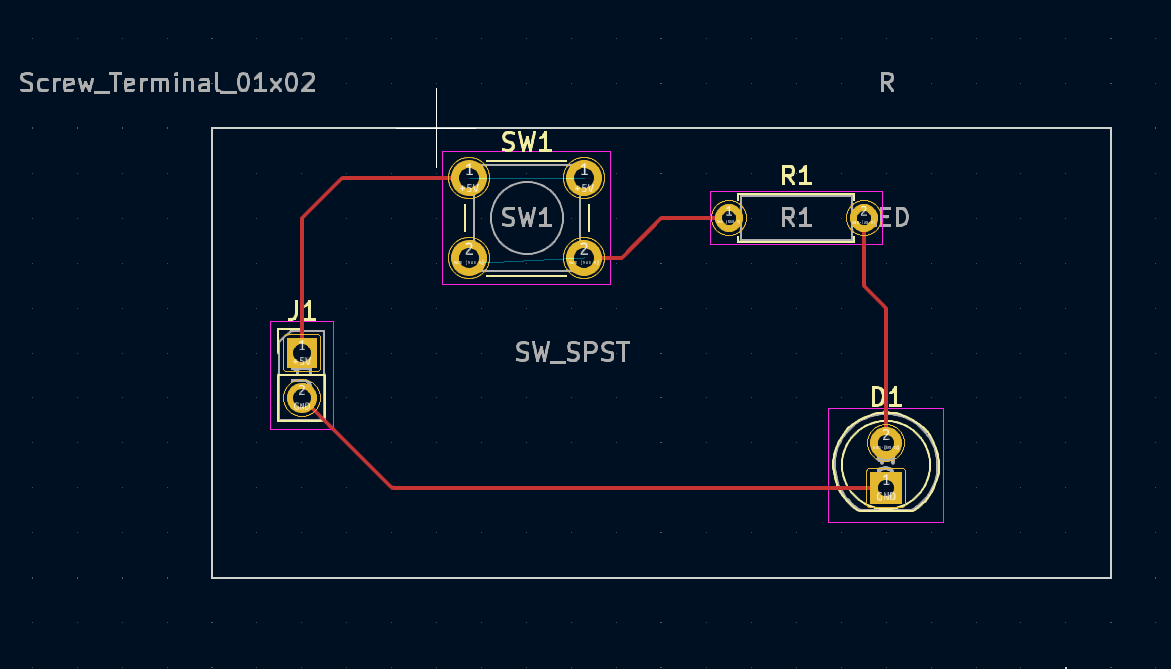 Screw_Terminal_01x02
R
SW1
1
+5V
1
+5V
SW1
2
2
R1
1
R1
2
ED
J1
1
+5V
2
GND
SW_SPST
D1
2
1
GND